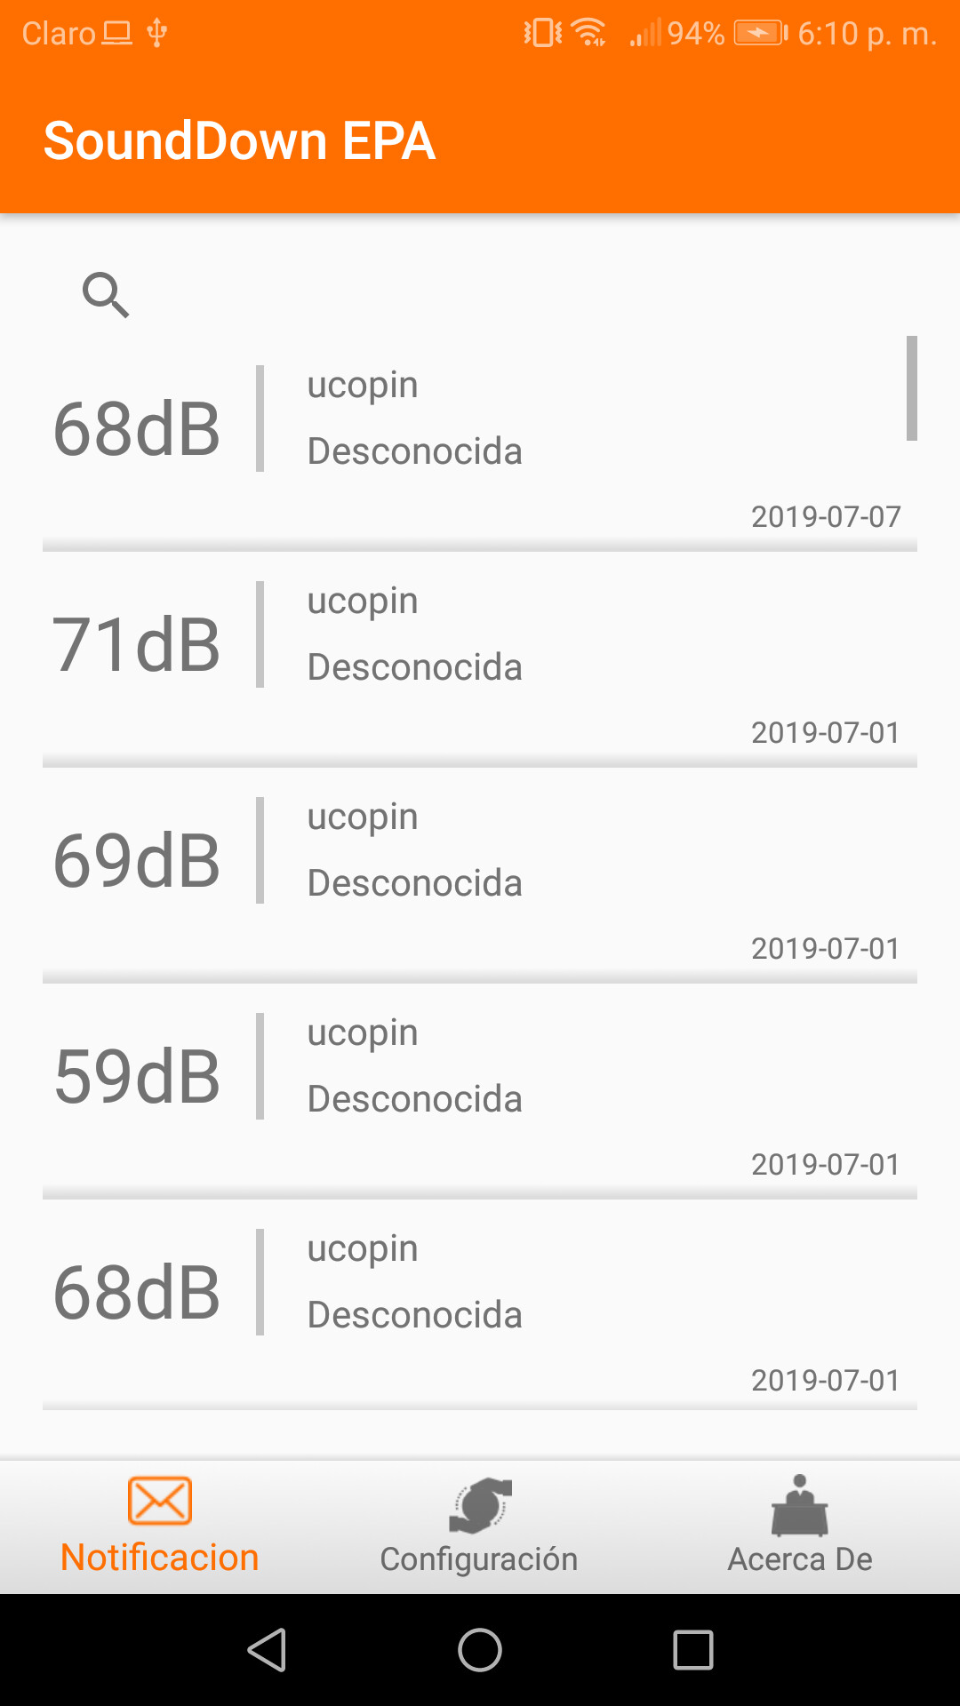 Claro 94% 6:10 p. m.
SoundDown EPA
68dB
ucopin
Desconocida
2019-07-07
71dB
ucopin
Desconocida
2019-07-01
69dB
ucopin
Desconocida
2019-07-01
59dB
ucopin
Desconocida
2019-07-01
68dB
ucopin
Desconocida
2019-07-01
Notificacion Configuración Acerca De